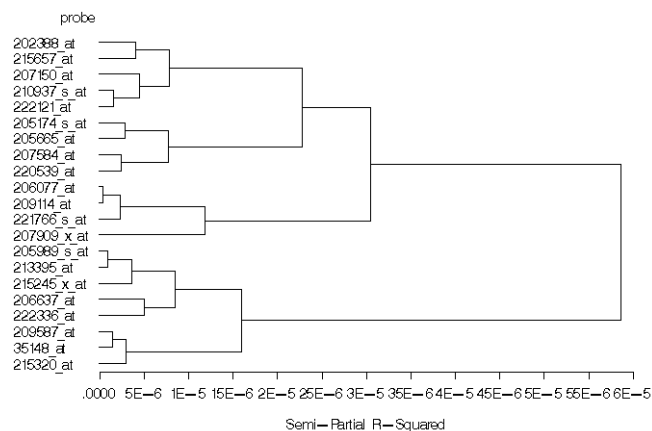 probe
202388_at
215657_at
207150_at
210937_s_at
222121_at
205174_s_at
205665_at
207584_at
220539_at
206077_at
209114_at
221766_s_at
207909_x_at
205989_s_at
213395_at
215245_x_at
206637_at
222336_at
209587_at
35148_at
215320_at
.0000 5E-6 1E-5 15E-6 2E-5 25E-6 3E-5 35E-6 4E-5 45E-6 5E-5 55E-6 6E-5
Semi-Partial R-Squared